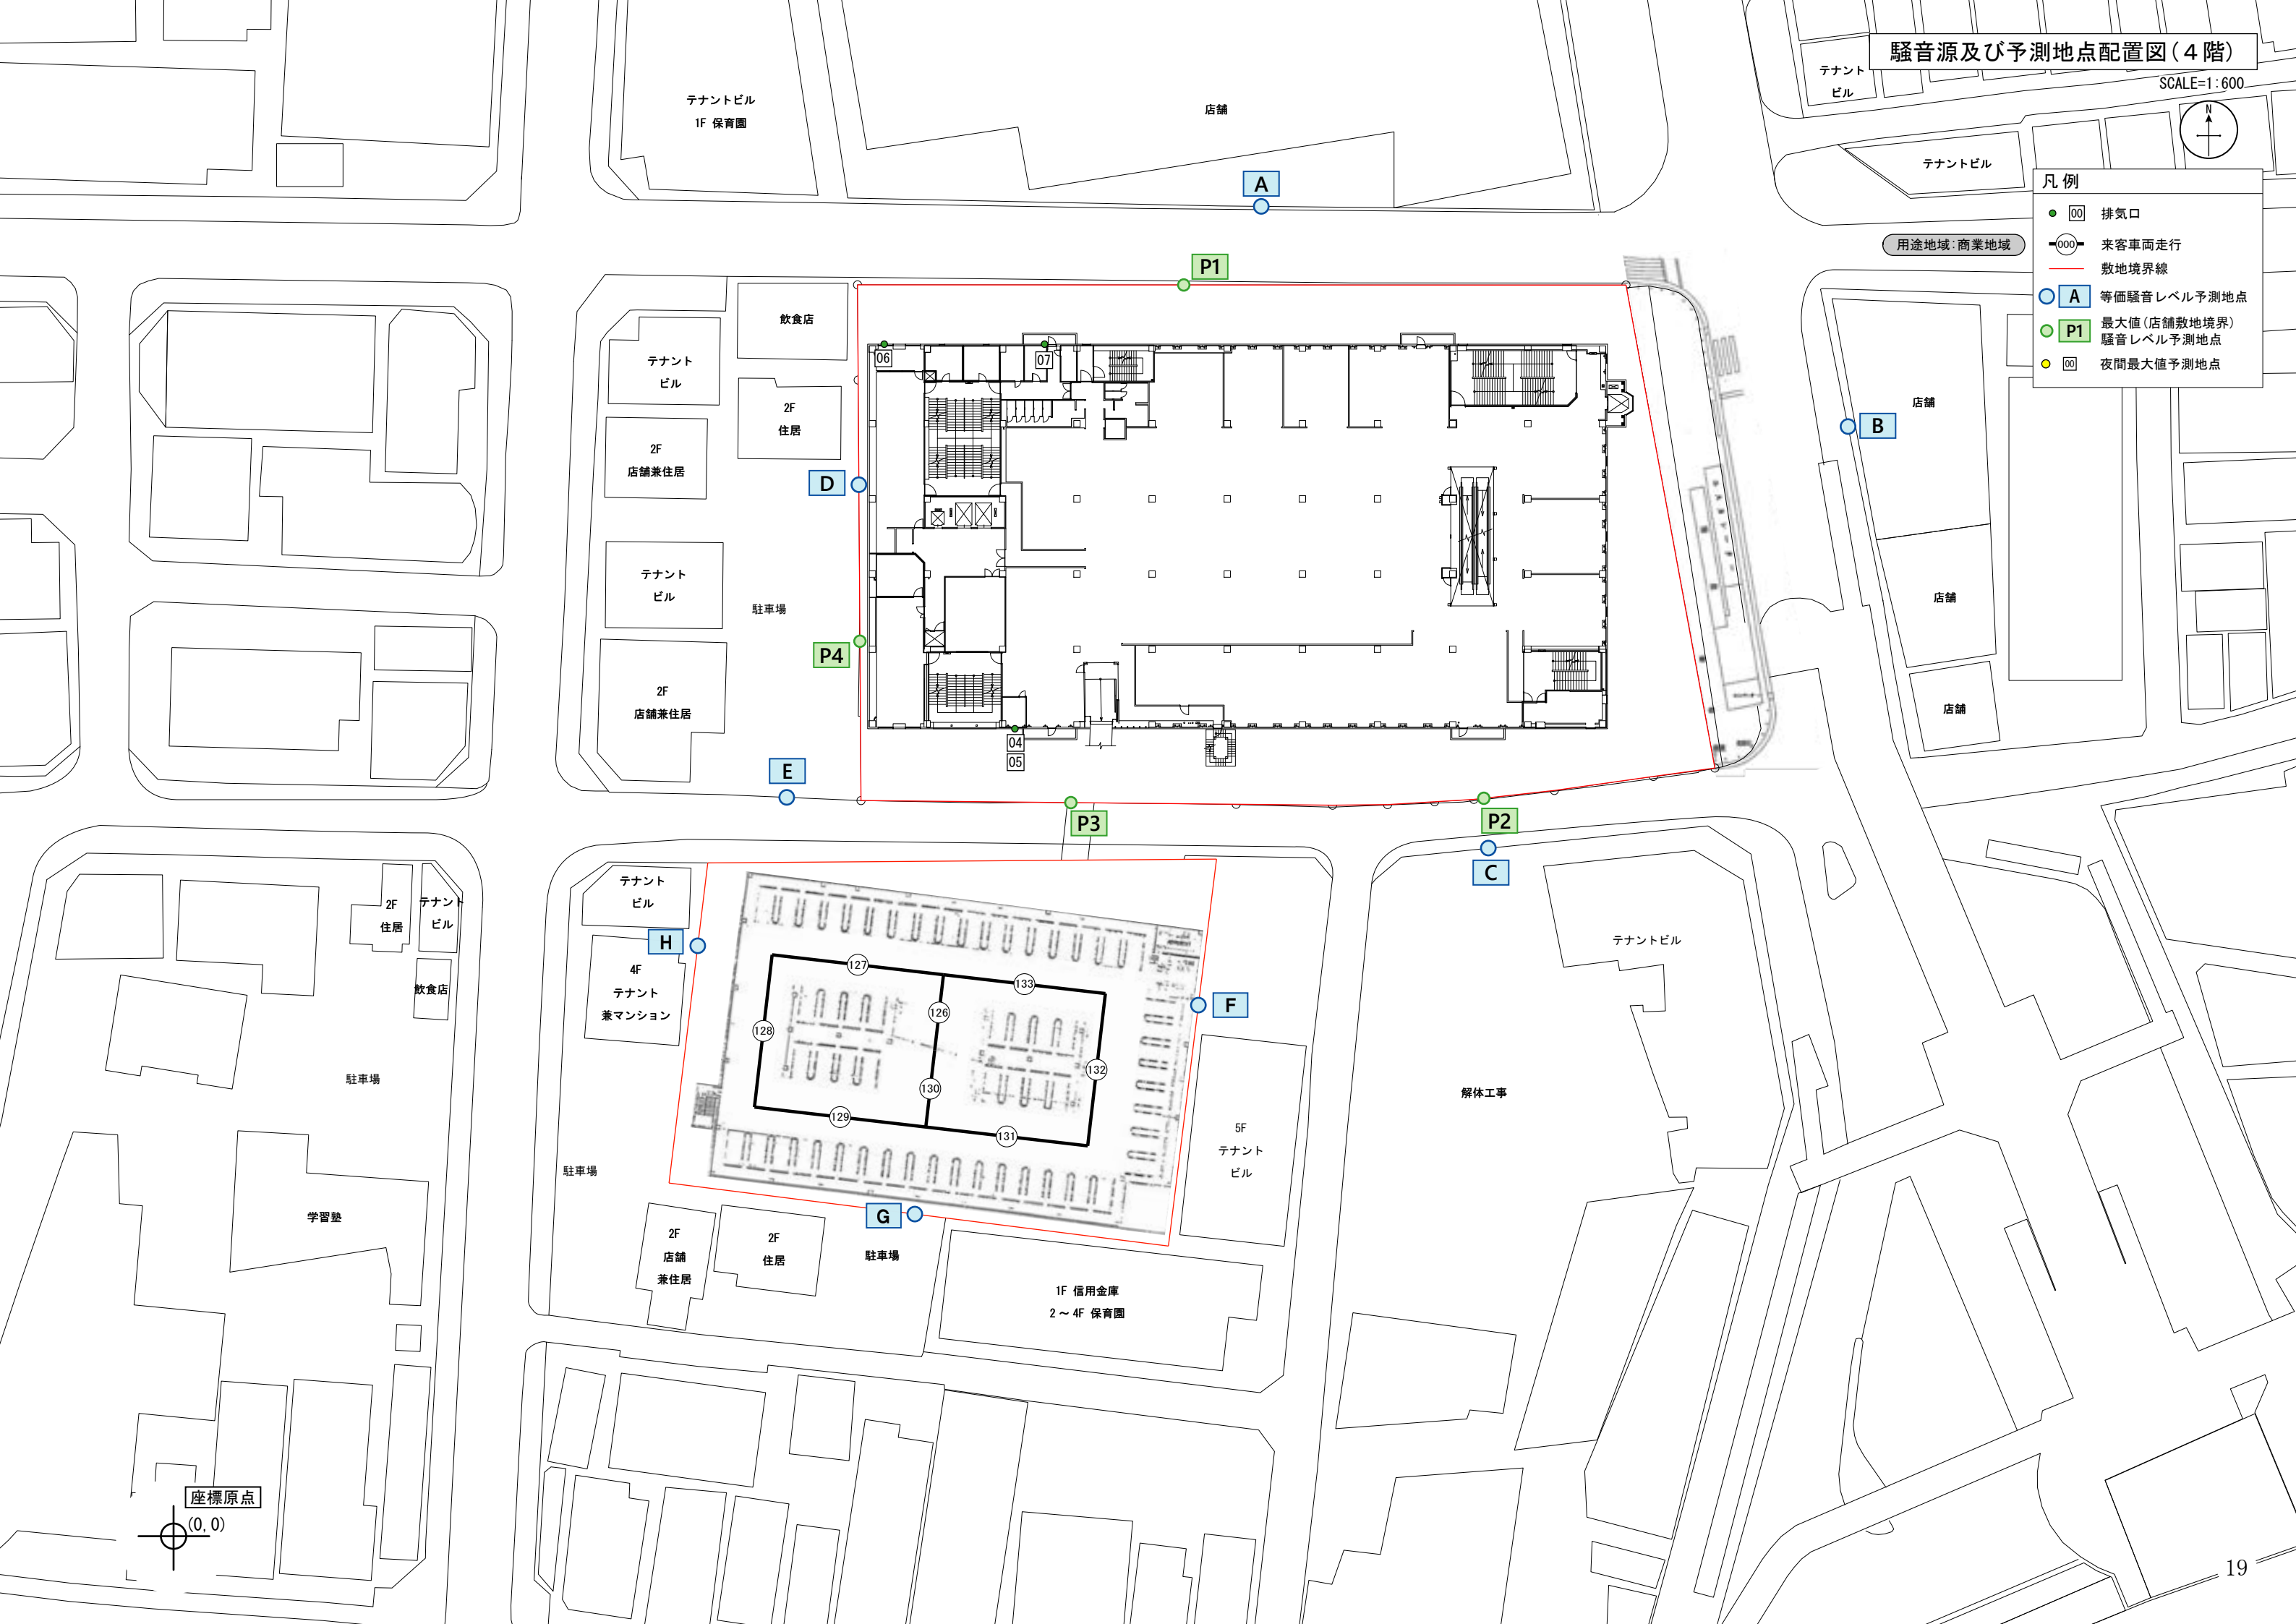 騒音源及び予測地点配置図(４階)
SCALE=1:600
N
凡 例
00 排気口
000 来客車両走行
敷地境界線
A 等価騒音レベル予測地点
P1 最大値(店舗敷地境界)
騒音レベル予測地点
00 夜間最大値予測地点
用途地域:商業地域
テナント
ビル
テナントビル
テナントビル
1F 保育園
店舗
A
P1
飲食店
テナント
ビル
2F
住居
2F
店舗兼住居
D
テナント
ビル
駐車場
P4
2F
店舗兼住居
E
06
07
04
05
P3
P2
C
B
店舗
店舗
店舗
テナント
ビル
H
4F
テナント
兼マンション
2F
住居
テナント
ビル
飲食店
駐車場
駐車場
学習塾
127
133
126
128
130
132
129
131
F
G
5F
テナント
ビル
2F
店舗
兼住居
2F
住居
駐車場
1F 信用金庫
2～4F 保育園
テナントビル
解体工事
座標原点
(0,0)
19